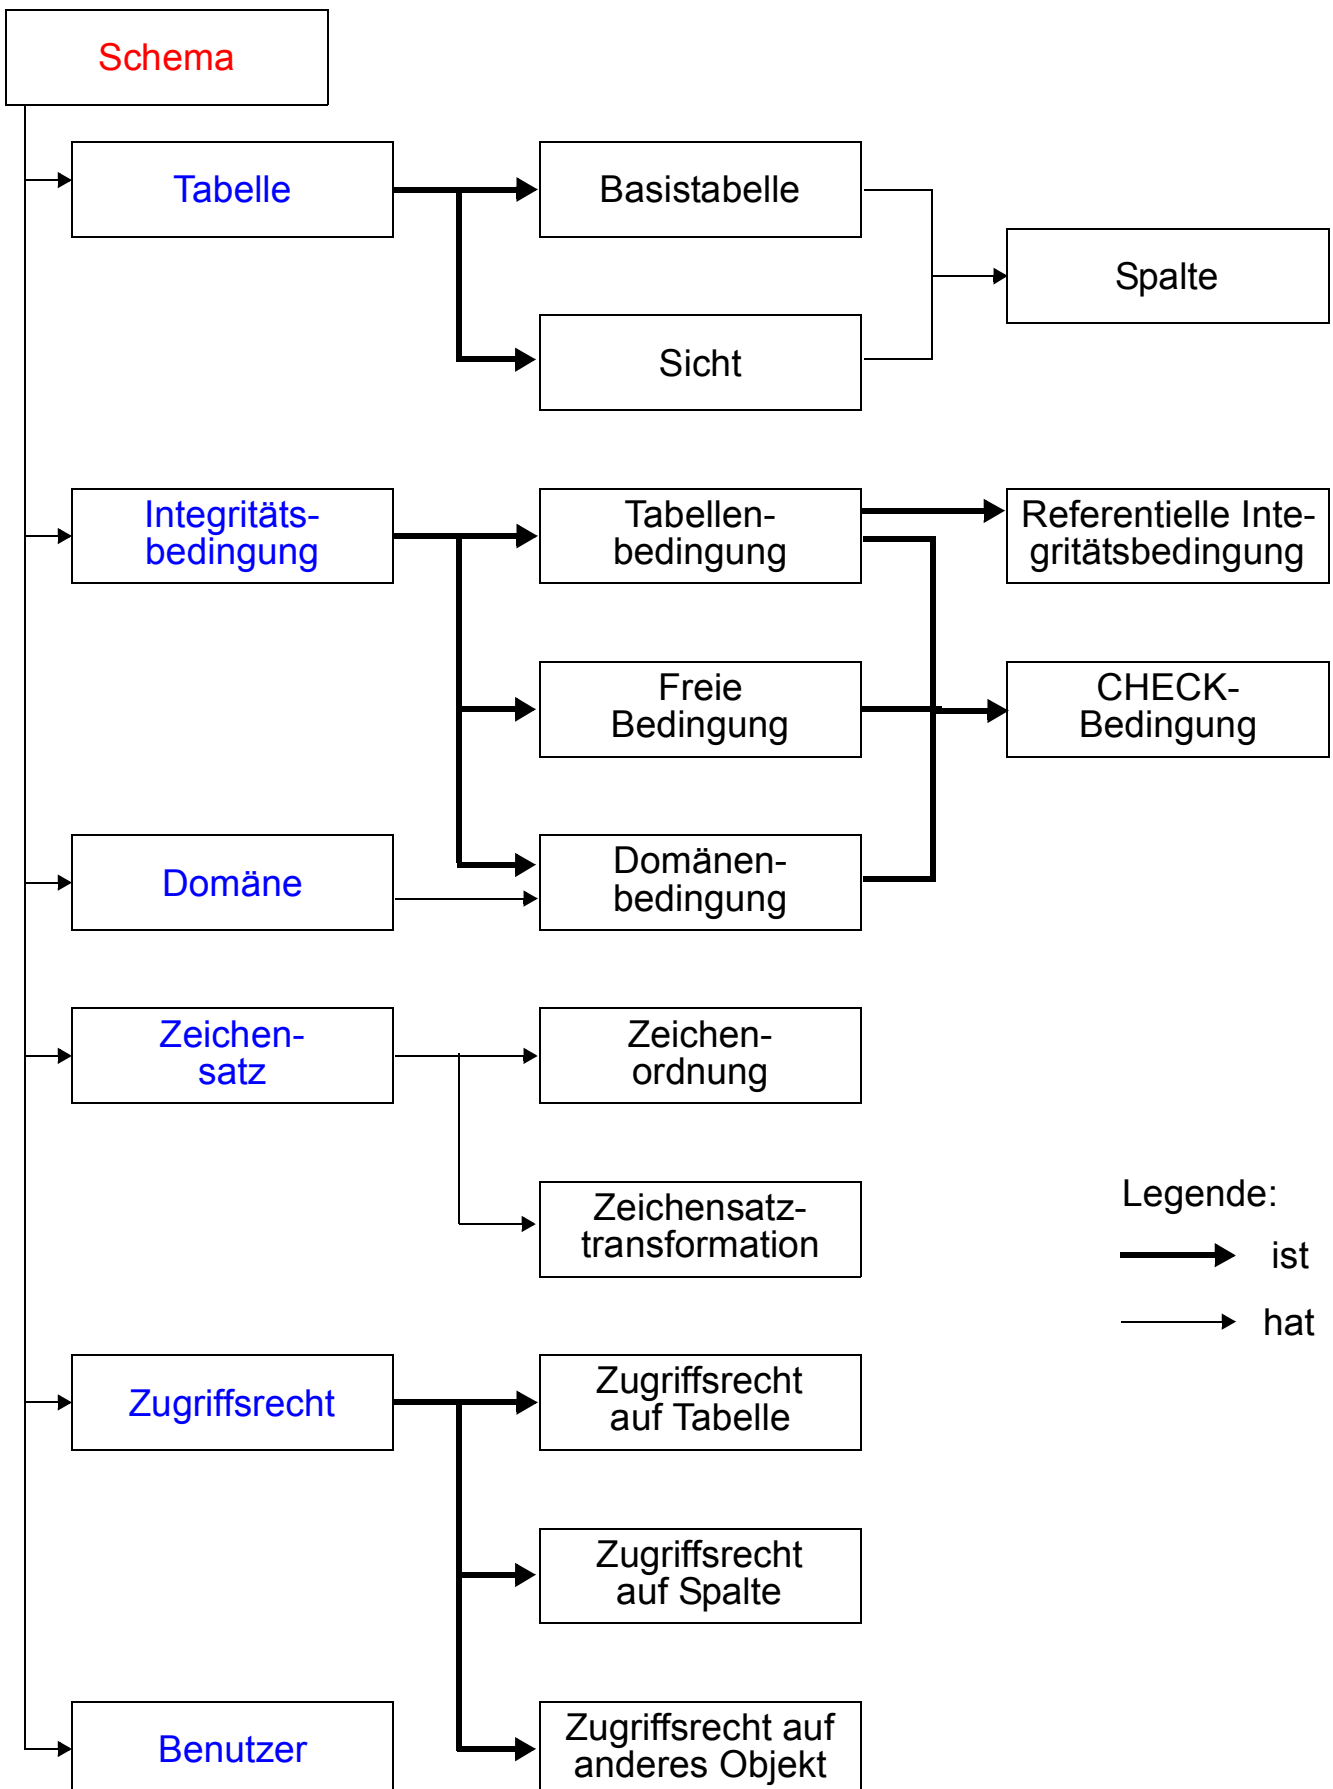 Schema
Tabelle
Basistabelle
Spalte
Sicht
Integritäts-
bedingung
Tabellen-
bedingung
Referentielle Inte-
gritätsbedingung
Freie
Bedingung
CHECK-
Bedingung
Domäne
Domänen-
bedingung
Zeichen-
satz
Zeichen-
ordnung
Zeichensatz-
transformation
Legende:
ist
hat
Zugriffsrecht
Zugriffsrecht
auf Tabelle
Zugriffsrecht
auf Spalte
Benutzer
Zugriffsrecht auf
anderes Objekt